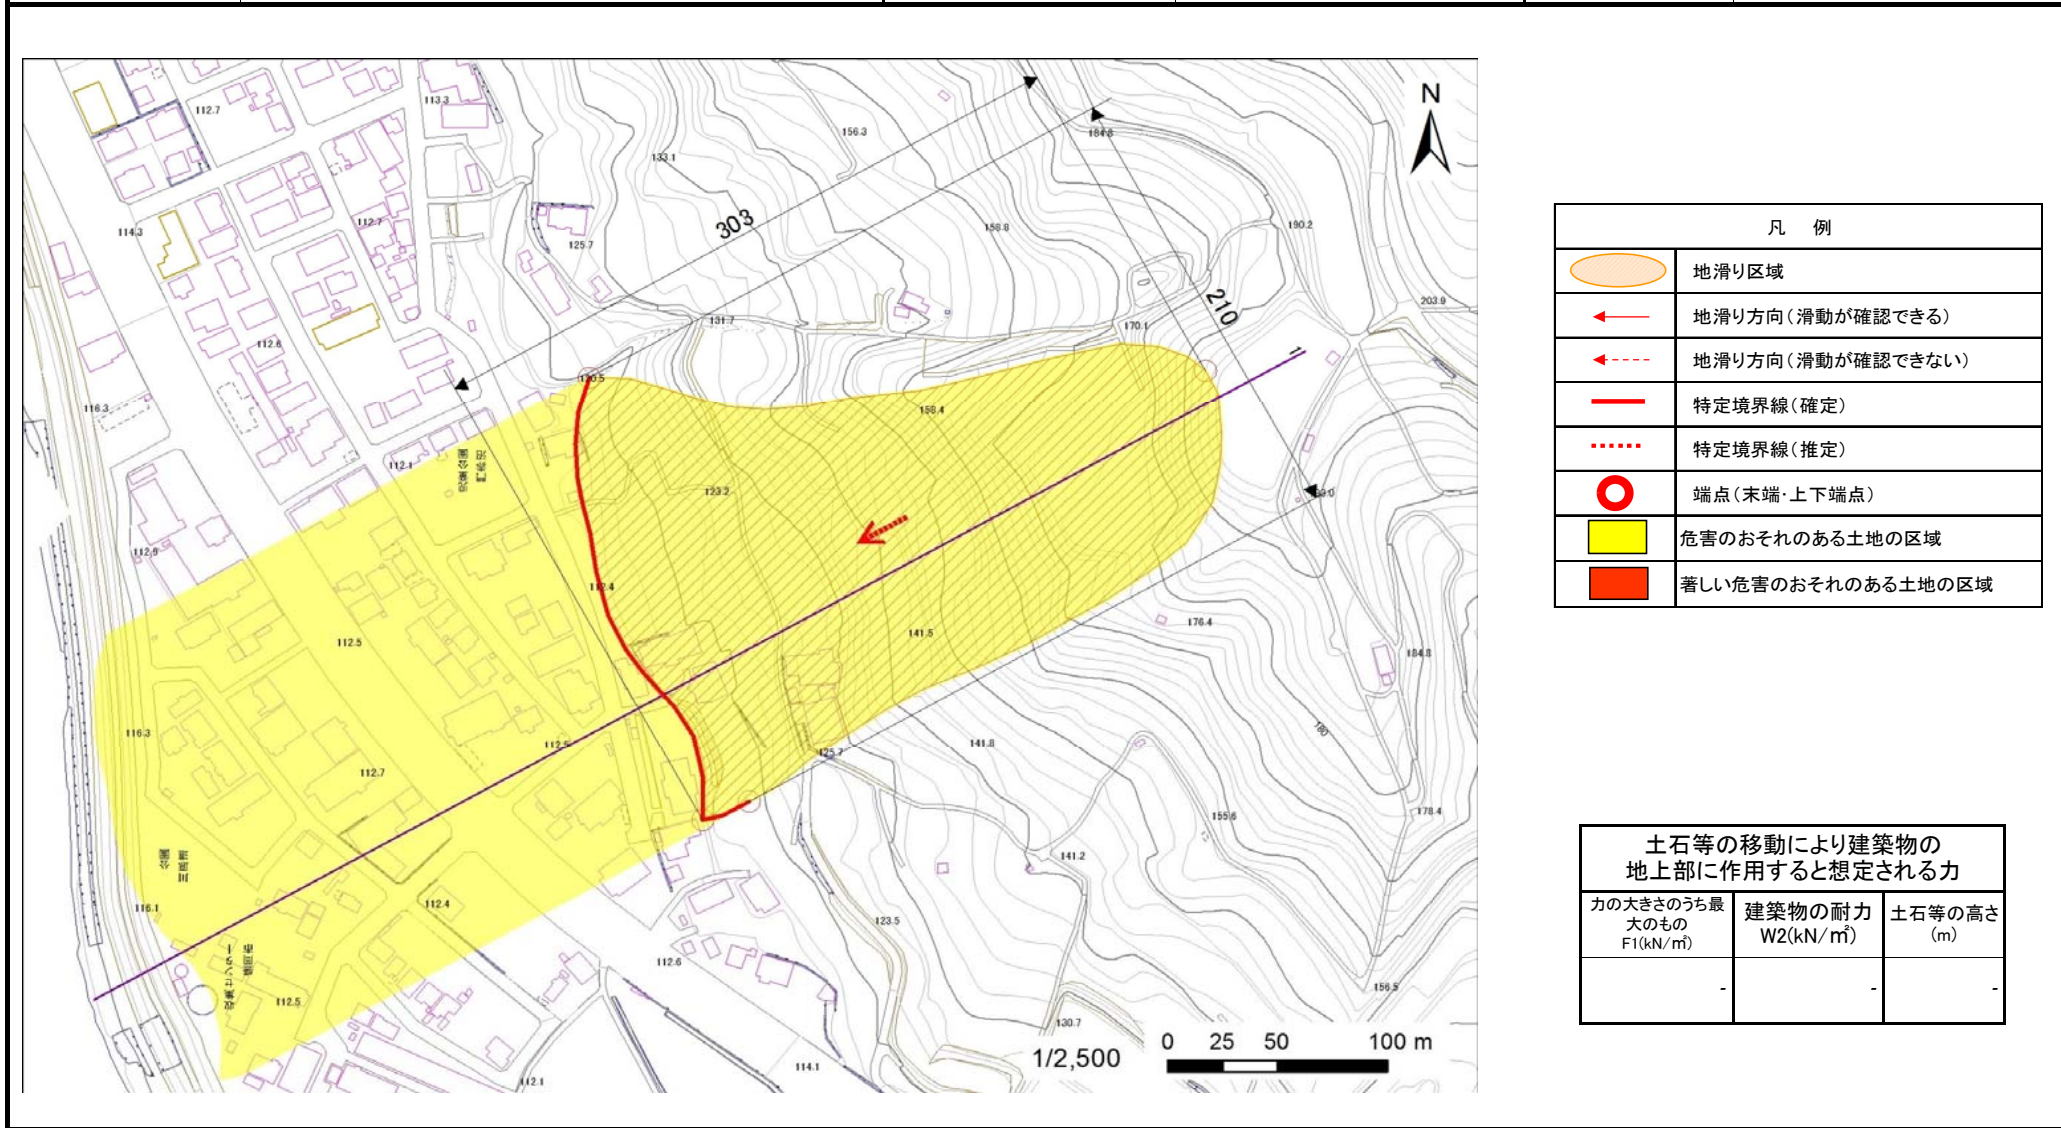 112.7
113.3
156.3
184.8
N
133.1
303
112.7
114.3
125.7
158.8
190.2
210
203.9
131.7
170.1
112.6
1
120.5
116.3
158.4
112.1
123.2
112.9
112.4
141.5
176.4
112.5
184.8
180
116.3
112.5
125.7
141.8
112.7
178.4
155.6
公園
141.2
116.1
112.4
123.5
112.6
112.5
156.5
130.7
114.1
112.1
1/2,500
0 25 50 100 m
凡 例
地滑り区域
地滑り方向(滑動が確認できる)
地滑り方向(滑動が確認できない)
特定境界線(確定)
特定境界線(推定)
端点(末端・上下端点)
危害のおそれのある土地の区域
著しい危害のおそれのある土地の区域
土石等の移動により建築物の
地上部に作用すると想定される力
力の大きさのうち最
大のもの
F1(kN/㎡)
建築物の耐力
W2(kN/㎡)
土石等の高さ
(m)
- - -